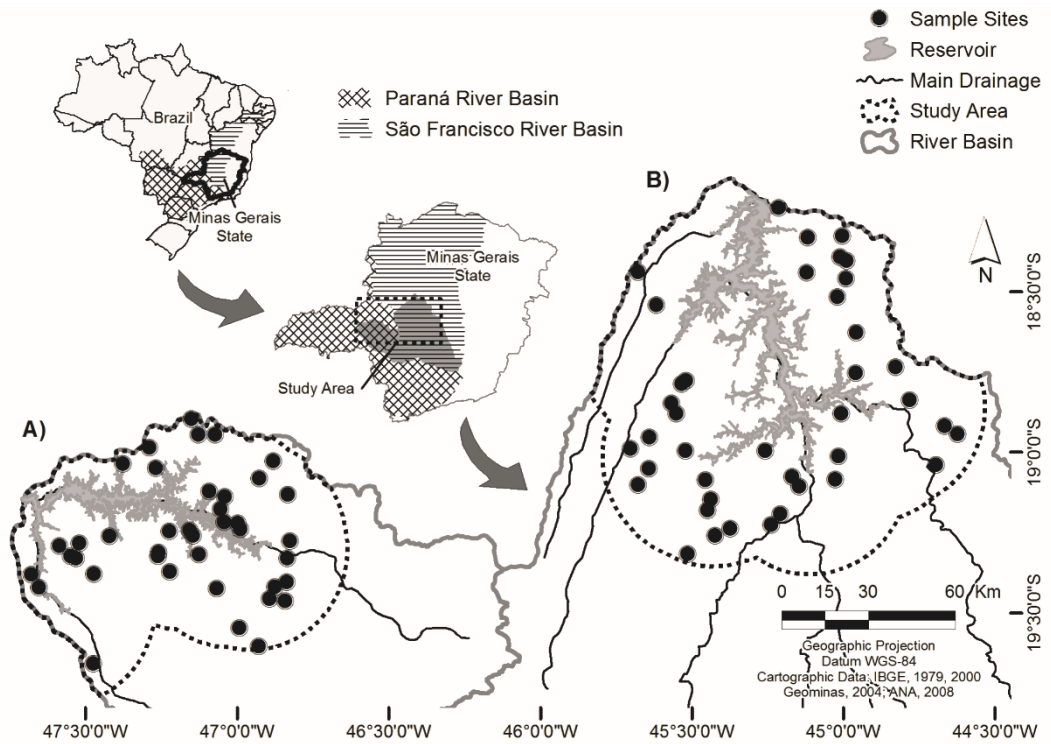 Sample Sites
Reservoir
Main Drainage
Study Area
River Basin
Paraná River Basin
São Francisco River Basin
Brazil
Minas Gerais
State
Minas Gerais
State
Study Area
A)
B)
N
18°30'0"S
19°0'0"S
19°30'0"S
0 15 30 60 Km
Geographic Projection
Datum WGS-84
Cartographic Data: IBGE, 1979, 2000
Geominas, 2004; ANA, 2008
47°30'0"W 47°0'0"W 46°30'0"W 46°0'0"W 45°30'0"W 45°0'0"W 44°30'0"W